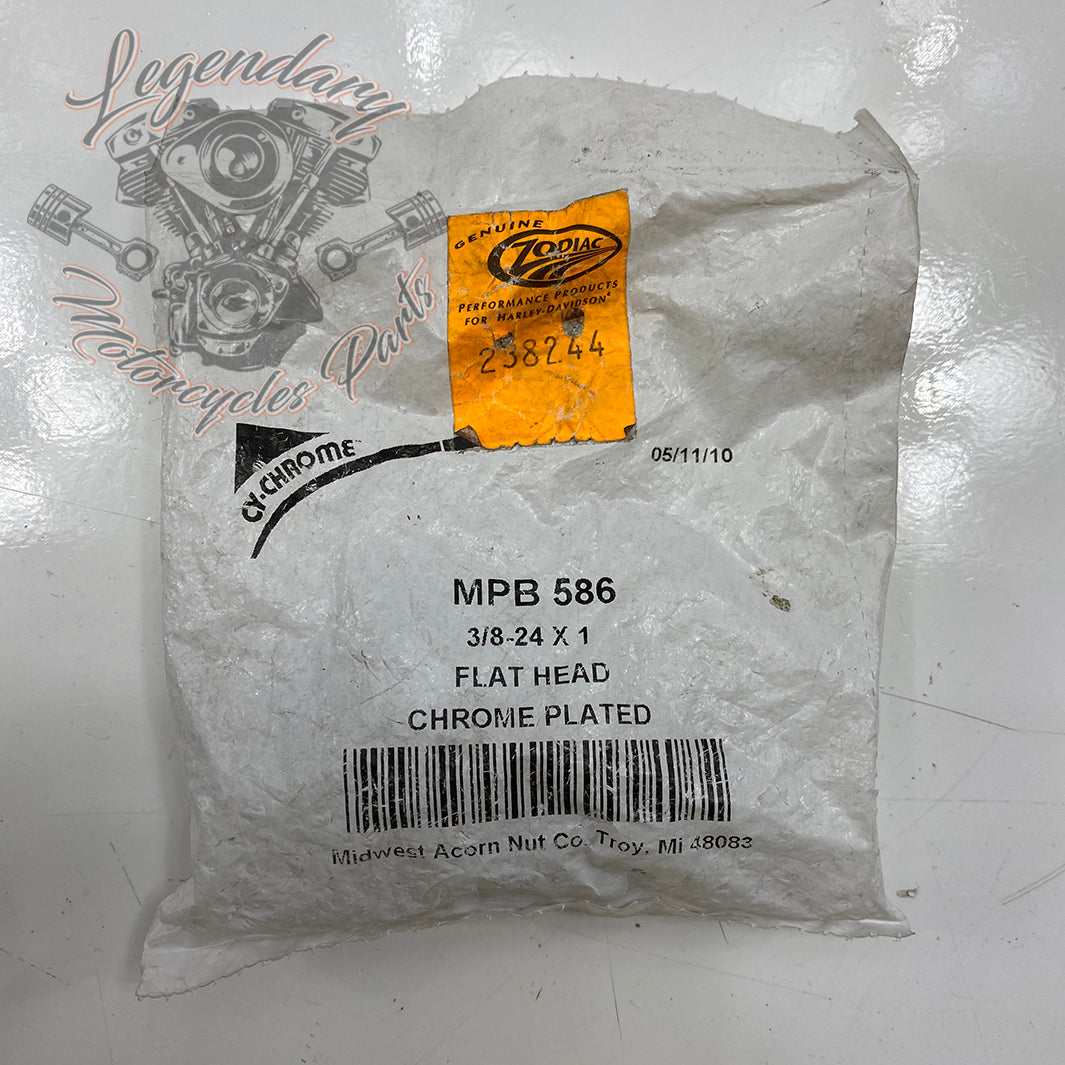 Legendary
Motorcycles Parts
GENUINE
ZODIAC
PERFORMANCE PRODUCTS
FOR HARLEY-DAVIDSON®
238244
CY-CHROME™
05/11/10
MPB 586
3/8-24 X 1
FLAT HEAD
CHROME PLATED
Midwest Acorn Nut Co. Troy, Mi 48083